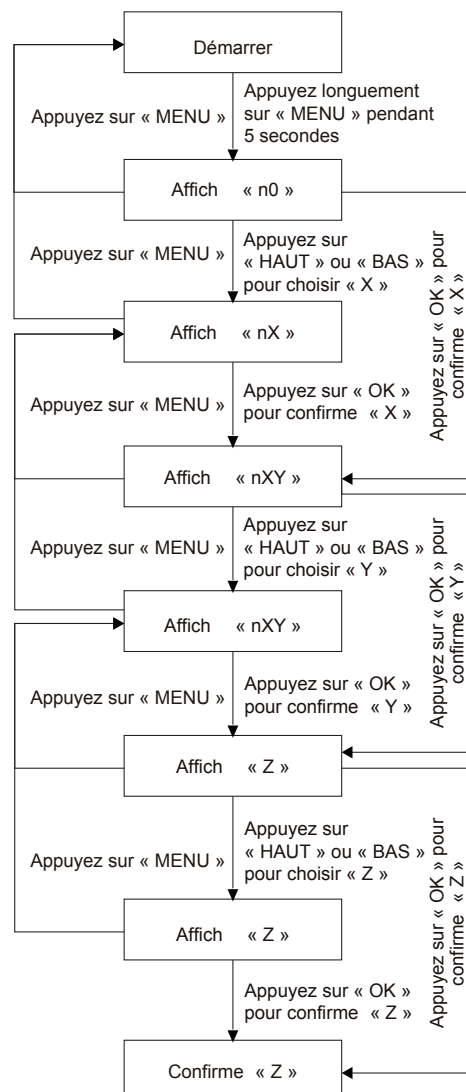 Démarrer
Appuyez sur « MENU »
Appuyez longuement
sur « MENU » pendant
5 secondes
Affich « n0 »
Appuyez sur « MENU »
Appuyez sur
« HAUT » ou « BAS »
pour choisir « X »
Appuyez sur « OK » pour
confirme « X »
Affich « nX »
Appuyez sur « MENU »
Appuyez sur « OK »
pour confirme « X »
Affich « nXY »
Appuyez sur « MENU »
Appuyez sur
« HAUT » ou « BAS »
pour choisir « Y »
Appuyez sur « OK » pour
confirme « Y »
Affich « nXY »
Appuyez sur « MENU »
Appuyez sur « OK »
pour confirme « Y »
Affich « Z »
Appuyez sur « MENU »
Appuyez sur
« HAUT » ou « BAS »
pour choisir « Z »
Appuyez sur « OK » pour
confirme « Z »
Affich « Z »
Appuyez sur « OK »
pour confirme « Z »
Confirme « Z »